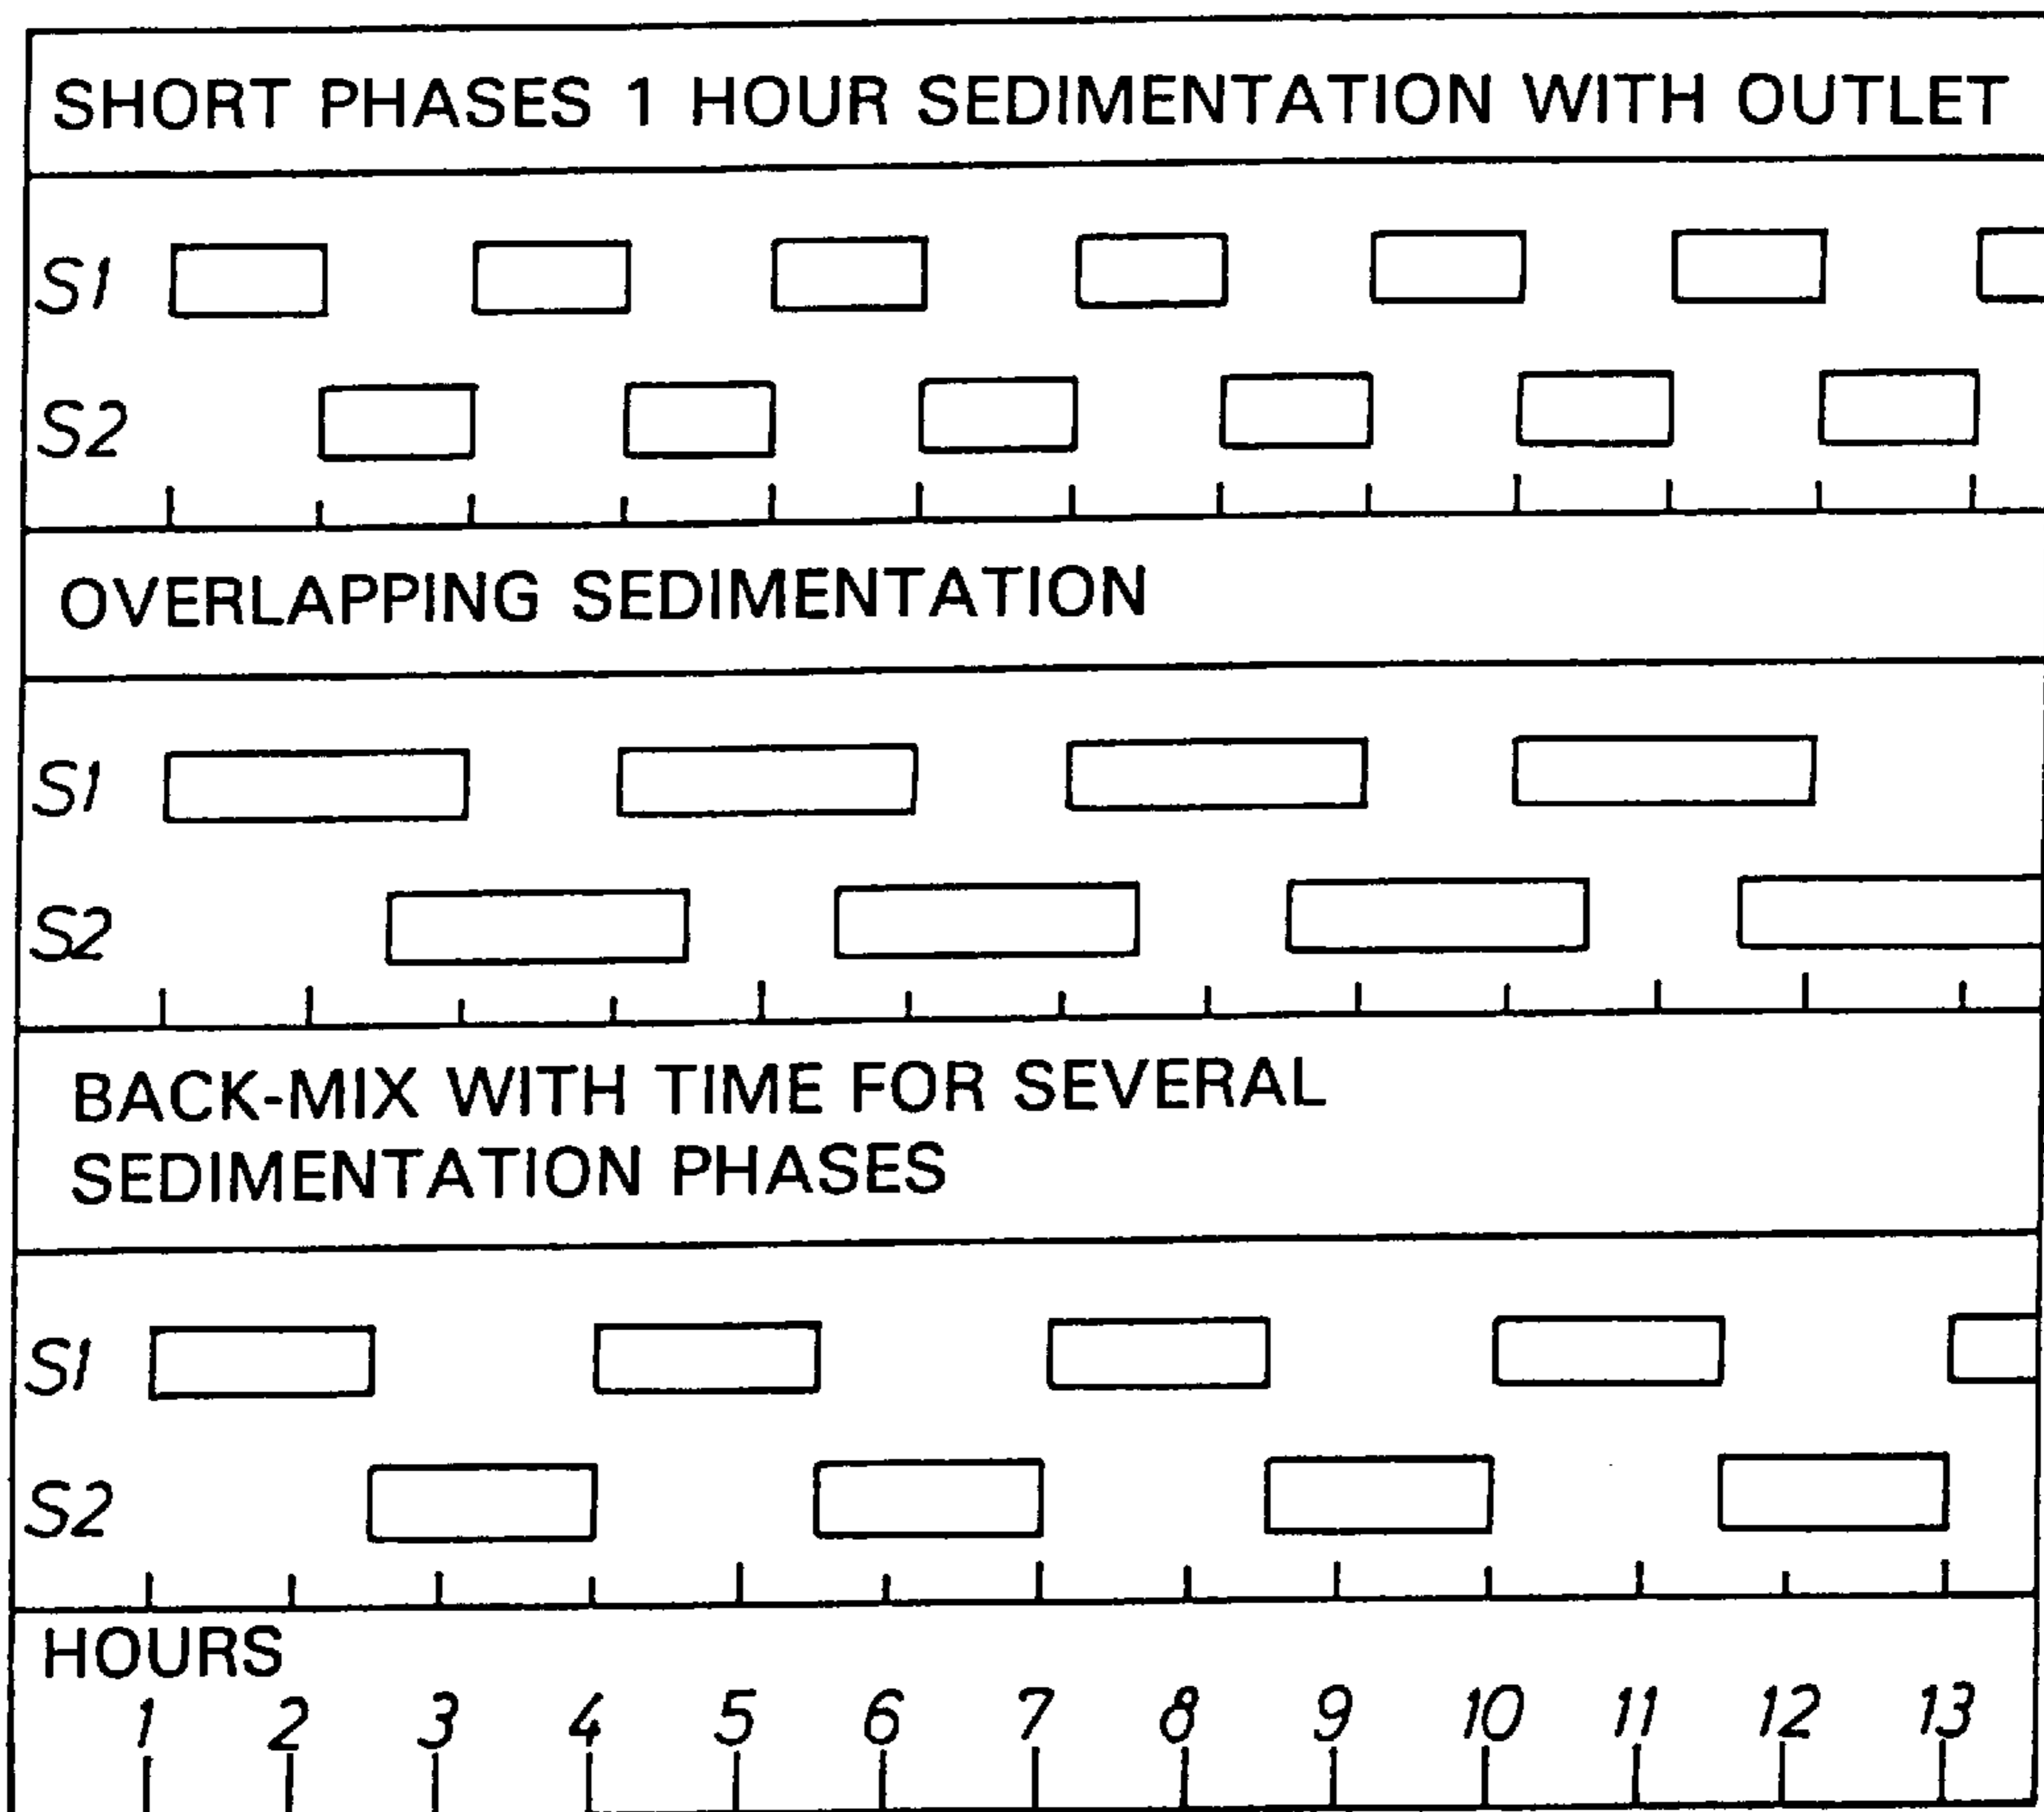 SHORT PHASES 1 HOUR SEDIMENTATION WITH OUTLET
S1
S2
OVERLAPPING SEDIMENTATION
S1
S2
BACK-MIX WITH TIME FOR SEVERAL
SEDIMENTATION PHASES
S1
S2
HOURS
1 2 3 4 5 6 7 8 9 10 11 12 13